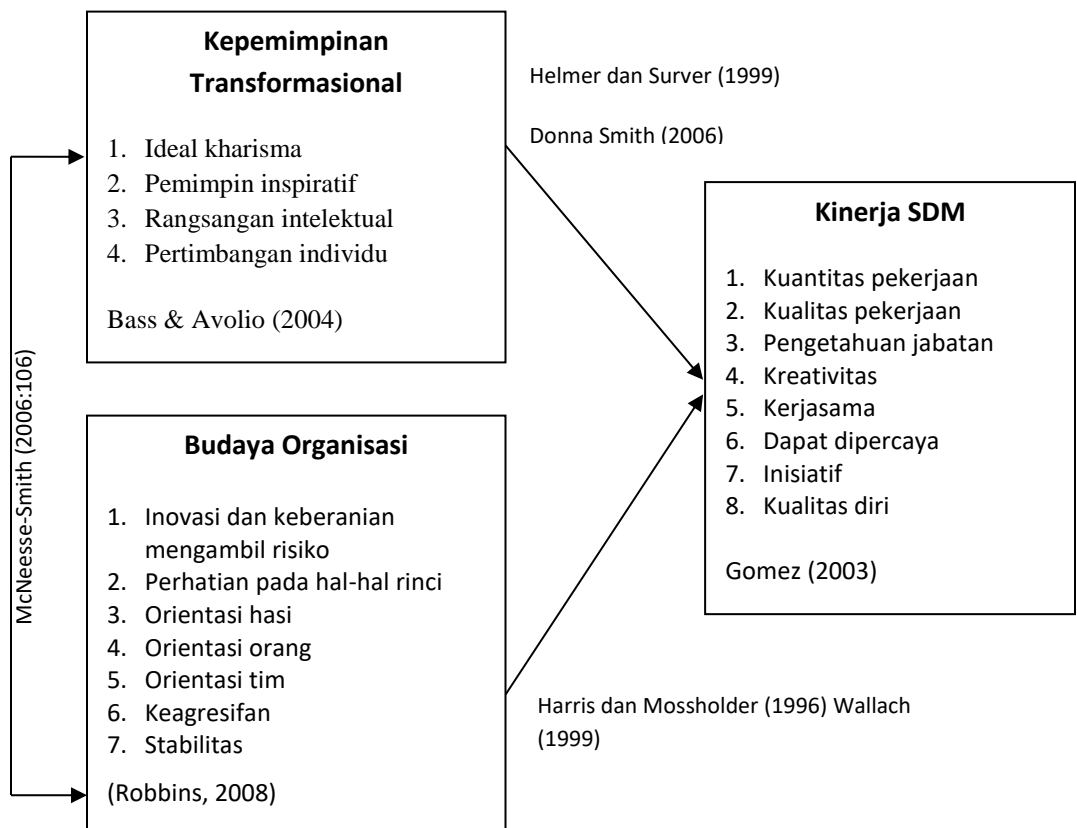 Kepemimpinan
Transformasional
1. Ideal kharisma
2. Pemimpin inspiratif
3. Rangsangan intelektual
4. Pertimbangan individu
Bass & Avolio (2004)
Helmer dan Surver (1999)
Donna Smith (2006)
McNeesse-Smith (2006:106)
Budaya Organisasi
1. Inovasi dan keberanian
mengambil risiko
2. Perhatian pada hal-hal rinci
3. Orientasi hasi
4. Orientasi orang
5. Orientasi tim
6. Keagresifan
7. Stabilitas
(Robbins, 2008)
Harris dan Mossholder (1996) Wallach
(1999)
Kinerja SDM
1. Kuantitas pekerjaan
2. Kualitas pekerjaan
3. Pengetahuan jabatan
4. Kreativitas
5. Kerjasama
6. Dapat dipercaya
7. Inisiatif
8. Kualitas diri
Gomez (2003)